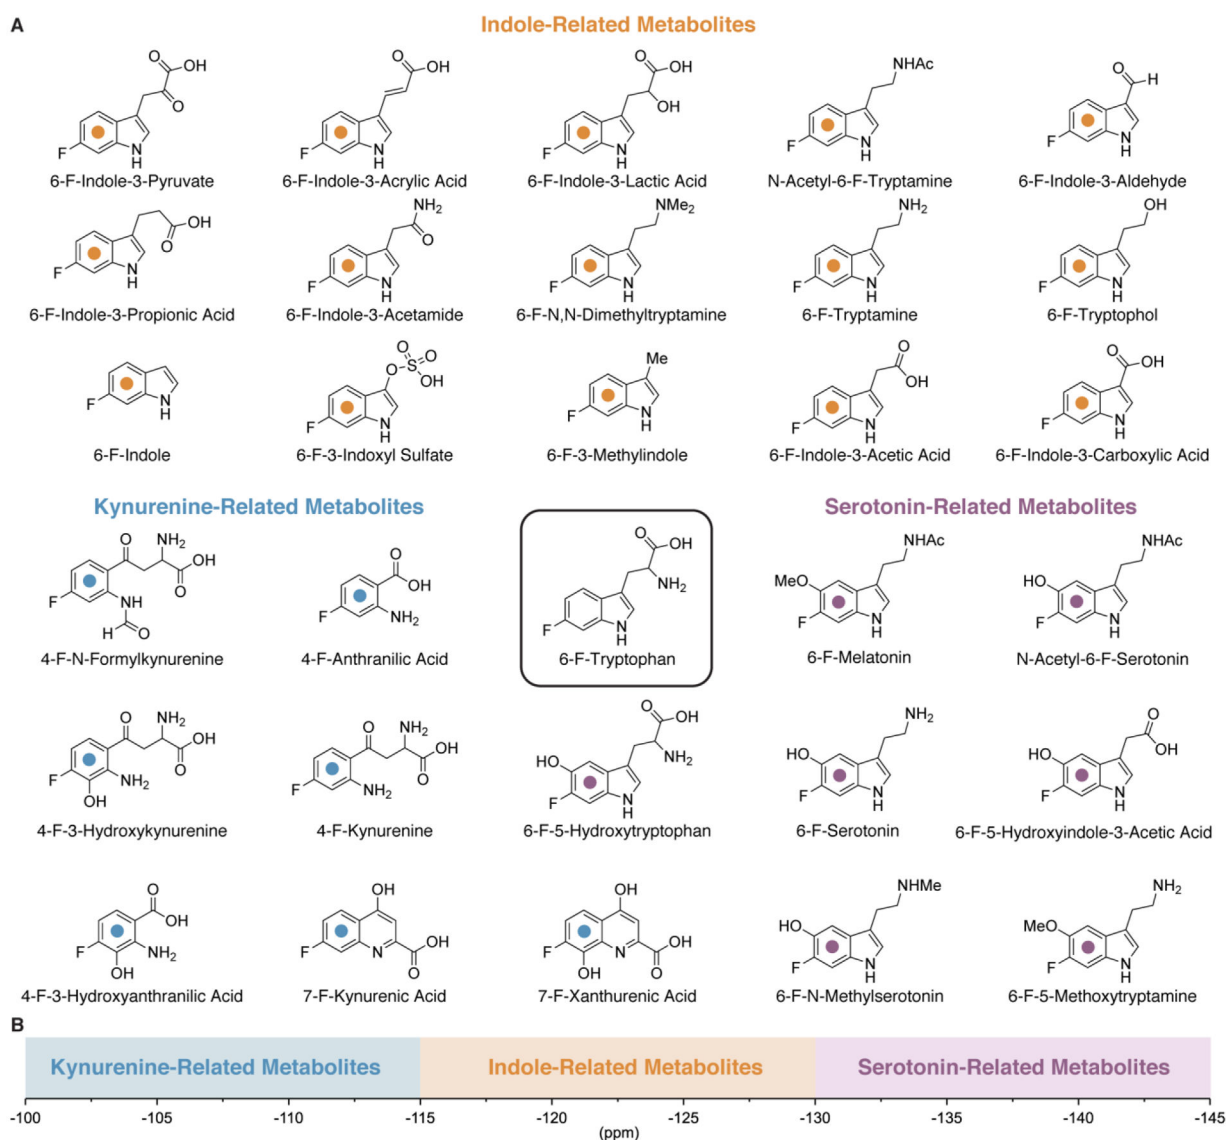 A
Indole-Related Metabolites
O
OH
O
F
N
H
6-F-Indole-3-Pyruvate
O
OH
F
N
H
6-F-Indole-3-Acrylic Acid
O
OH
OH
F
N
H
6-F-Indole-3-Lactic Acid
NHAc
F
N
H
N-Acetyl-6-F-Tryptamine
O
H
F
N
H
6-F-Indole-3-Aldehyde
OH
O
F
N
H
6-F-Indole-3-Propionic Acid
NH2
O
F
N
H
6-F-Indole-3-Acetamide
NMe2
F
N
H
6-F-N,N-Dimethyltryptamine
NH2
F
N
H
6-F-Tryptamine
OH
F
N
H
6-F-Tryptophol
F
N
H
6-F-Indole
O
O
O
S
OH
F
N
H
6-F-3-Indoxyl Sulfate
Me
F
N
H
6-F-3-Methylindole
O
OH
F
N
H
6-F-Indole-3-Acetic Acid
O
OH
F
N
H
6-F-Indole-3-Carboxylic Acid
Kynurenine-Related Metabolites
Serotonin-Related Metabolites
O
NH2
OH
O
F
NH
H
O
4-F-N-Formylkynurenine
O
OH
F
NH2
4-F-Anthranilic Acid
O
OH
NH2
F
N
H
6-F-Tryptophan
NHAc
MeO
F
N
H
6-F-Melatonin
NHAc
HO
F
N
H
N-Acetyl-6-F-Serotonin
O
NH2
OH
O
F
NH2
OH
4-F-3-Hydroxykynurenine
O
NH2
OH
O
F
NH2
4-F-Kynurenine
O
OH
NH2
HO
F
N
H
6-F-5-Hydroxytryptophan
NH2
HO
F
N
H
6-F-Serotonin
O
OH
HO
F
N
H
6-F-5-Hydroxyindole-3-Acetic Acid
O
OH
F
NH2
OH
4-F-3-Hydroxyanthranilic Acid
OH
F
N
OH
O
7-F-Kynurenic Acid
OH
F
N
OH
OH
O
7-F-Xanthurenic Acid
NHMe
HO
F
N
H
6-F-N-Methylserotonin
NH2
MeO
F
N
H
6-F-5-Methoxytryptamine
B
Kynurenine-Related Metabolites Indole-Related Metabolites Serotonin-Related Metabolites
-100 -105 -110 -115 -120 -125 -130 -135 -140 -145
(ppm)